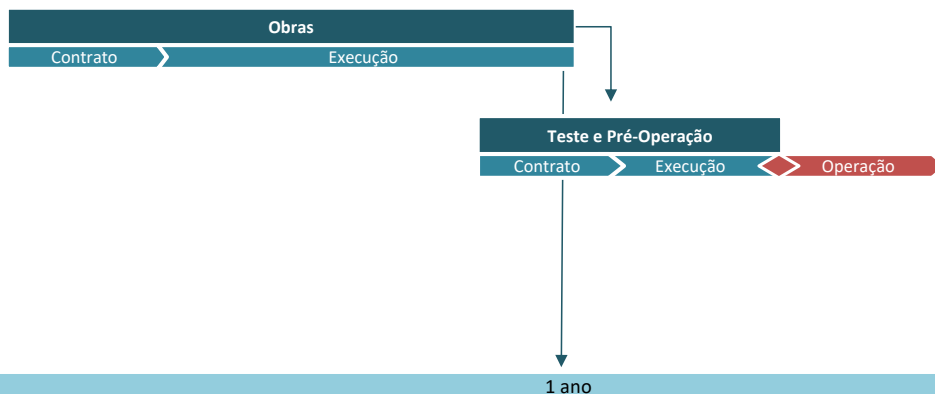 Obras
Contrato Execução
Teste e Pré-Operação
Contrato Execução Operação
1 ano